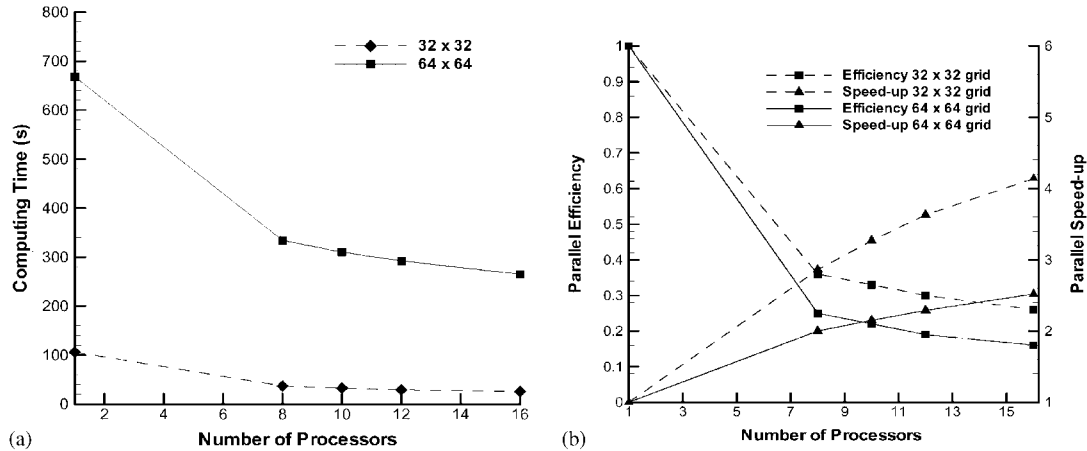 800
700
600
500
400
300
200
100
0
Computing Time (s)
32 x 32
64 x 64
2 4 6 8 10 12 14 16
Number of Processors
(a)
1
0.9
0.8
0.7
0.6
0.5
0.4
0.3
0.2
0.1
0
Parallel Efficiency
Efficiency 32 x 32 grid
Speed-up 32 x 32 grid
Efficiency 64 x 64 grid
Speed-up 64 x 64 grid
6
5
4
3
2
1
Parallel Speed-up
1 3 5 7 9 11 13 15
Number of Processors
(b)